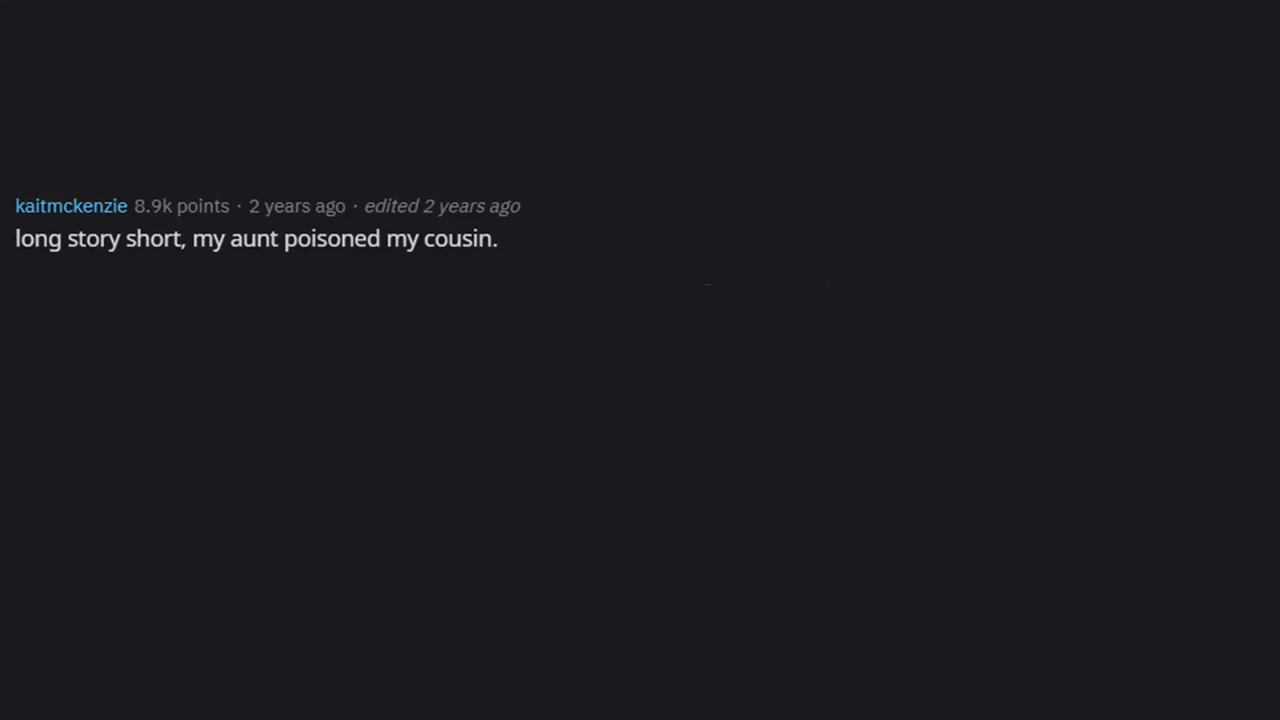 kaitmckenzie 8.9k points · 2 years ago · edited 2 years ago
long story short, my aunt poisoned my cousin.